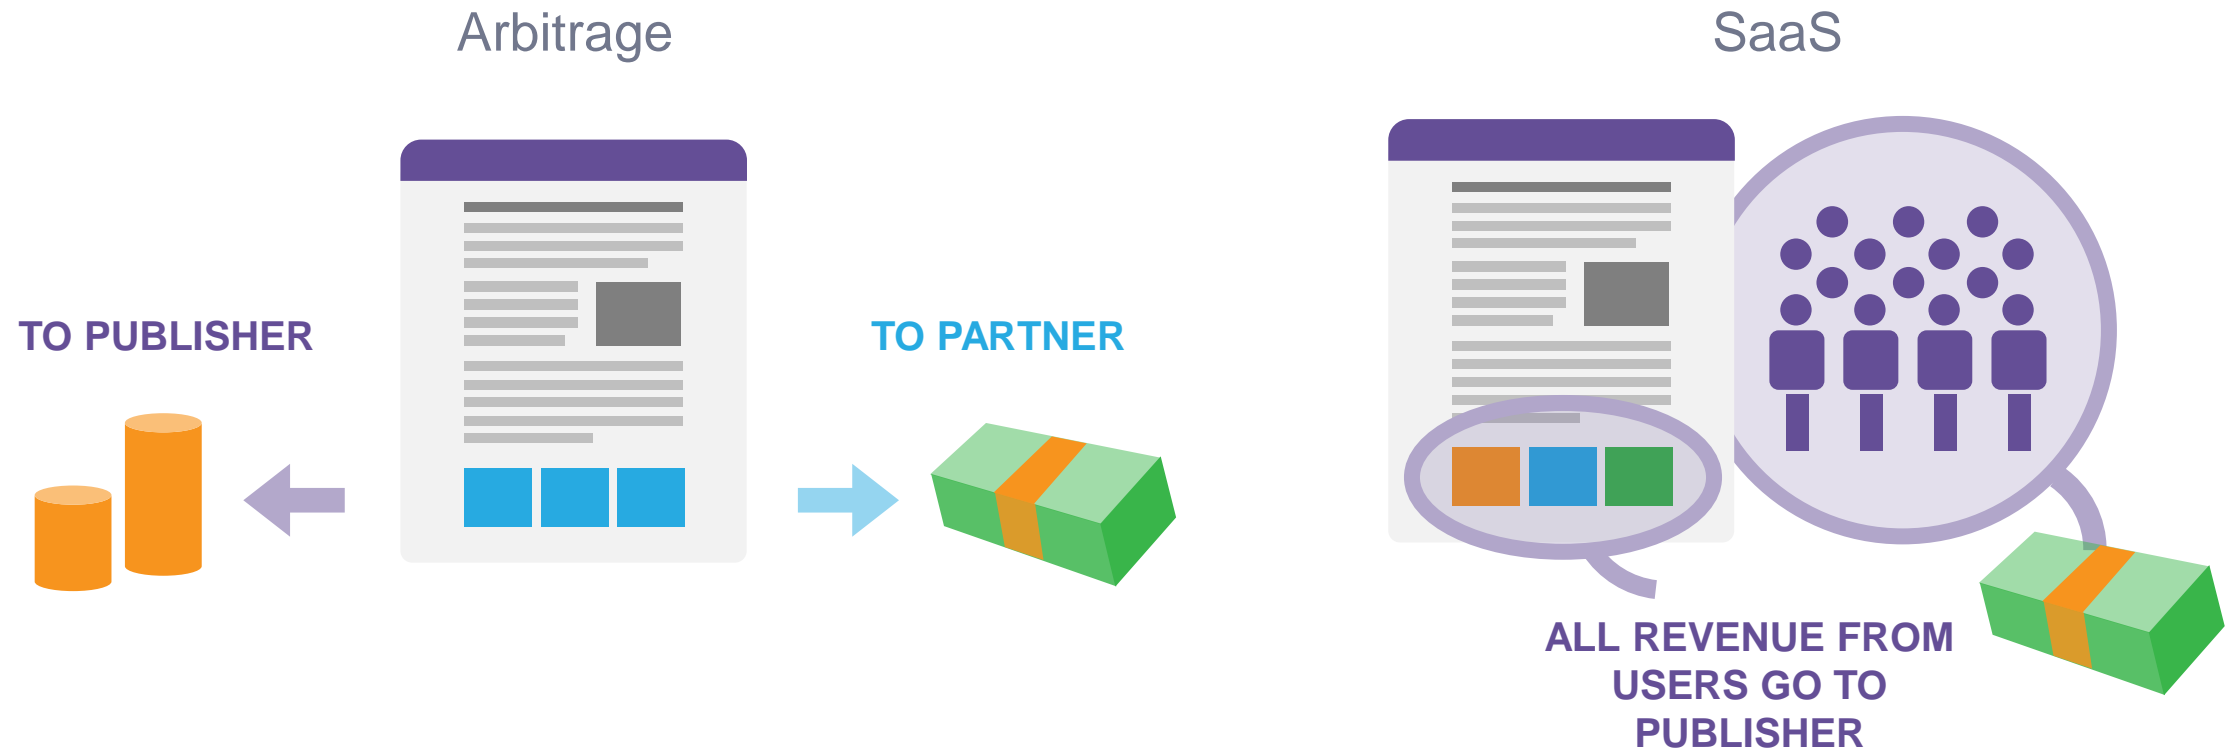 Arbitrage
SaaS
TO PUBLISHER
TO PARTNER
ALL REVENUE FROM
USERS GO TO
PUBLISHER